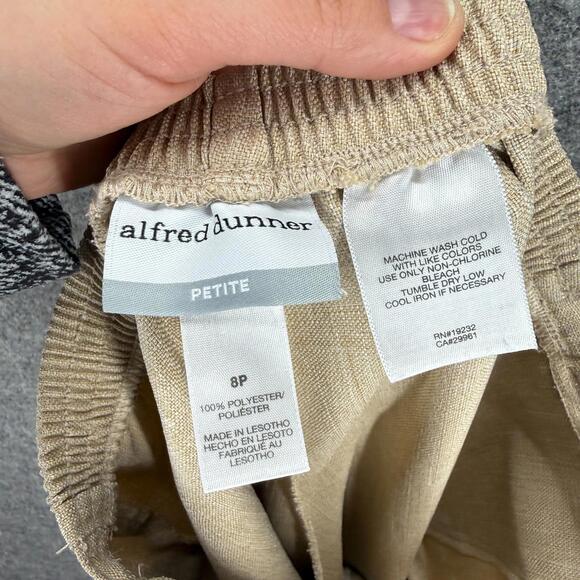 alfred dunner
PETITE
8P
100% POLYESTER/
POLIÉSTER
MADE IN LESOTHO
HECHO EN LESOTO
FABRIQUÉ AU
LESOTHO
MACHINE WASH COLD
WITH LIKE COLORS
USE ONLY NON-CHLORINE
BLEACH
TUMBLE DRY LOW
COOL IRON IF NECESSARY
RN#19232
CA#29961